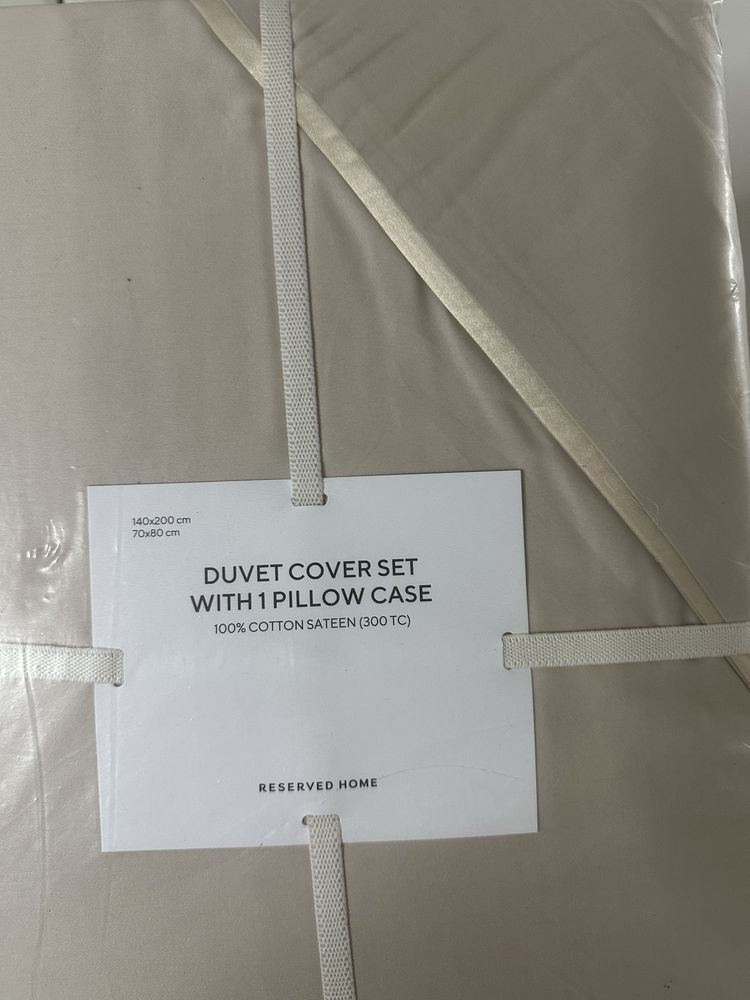 140x200 cm
70x80 cm
DUVET COVER SET
WITH 1 PILLOW CASE
100% COTTON SATEEN (300 TC)
RESERVED HOME